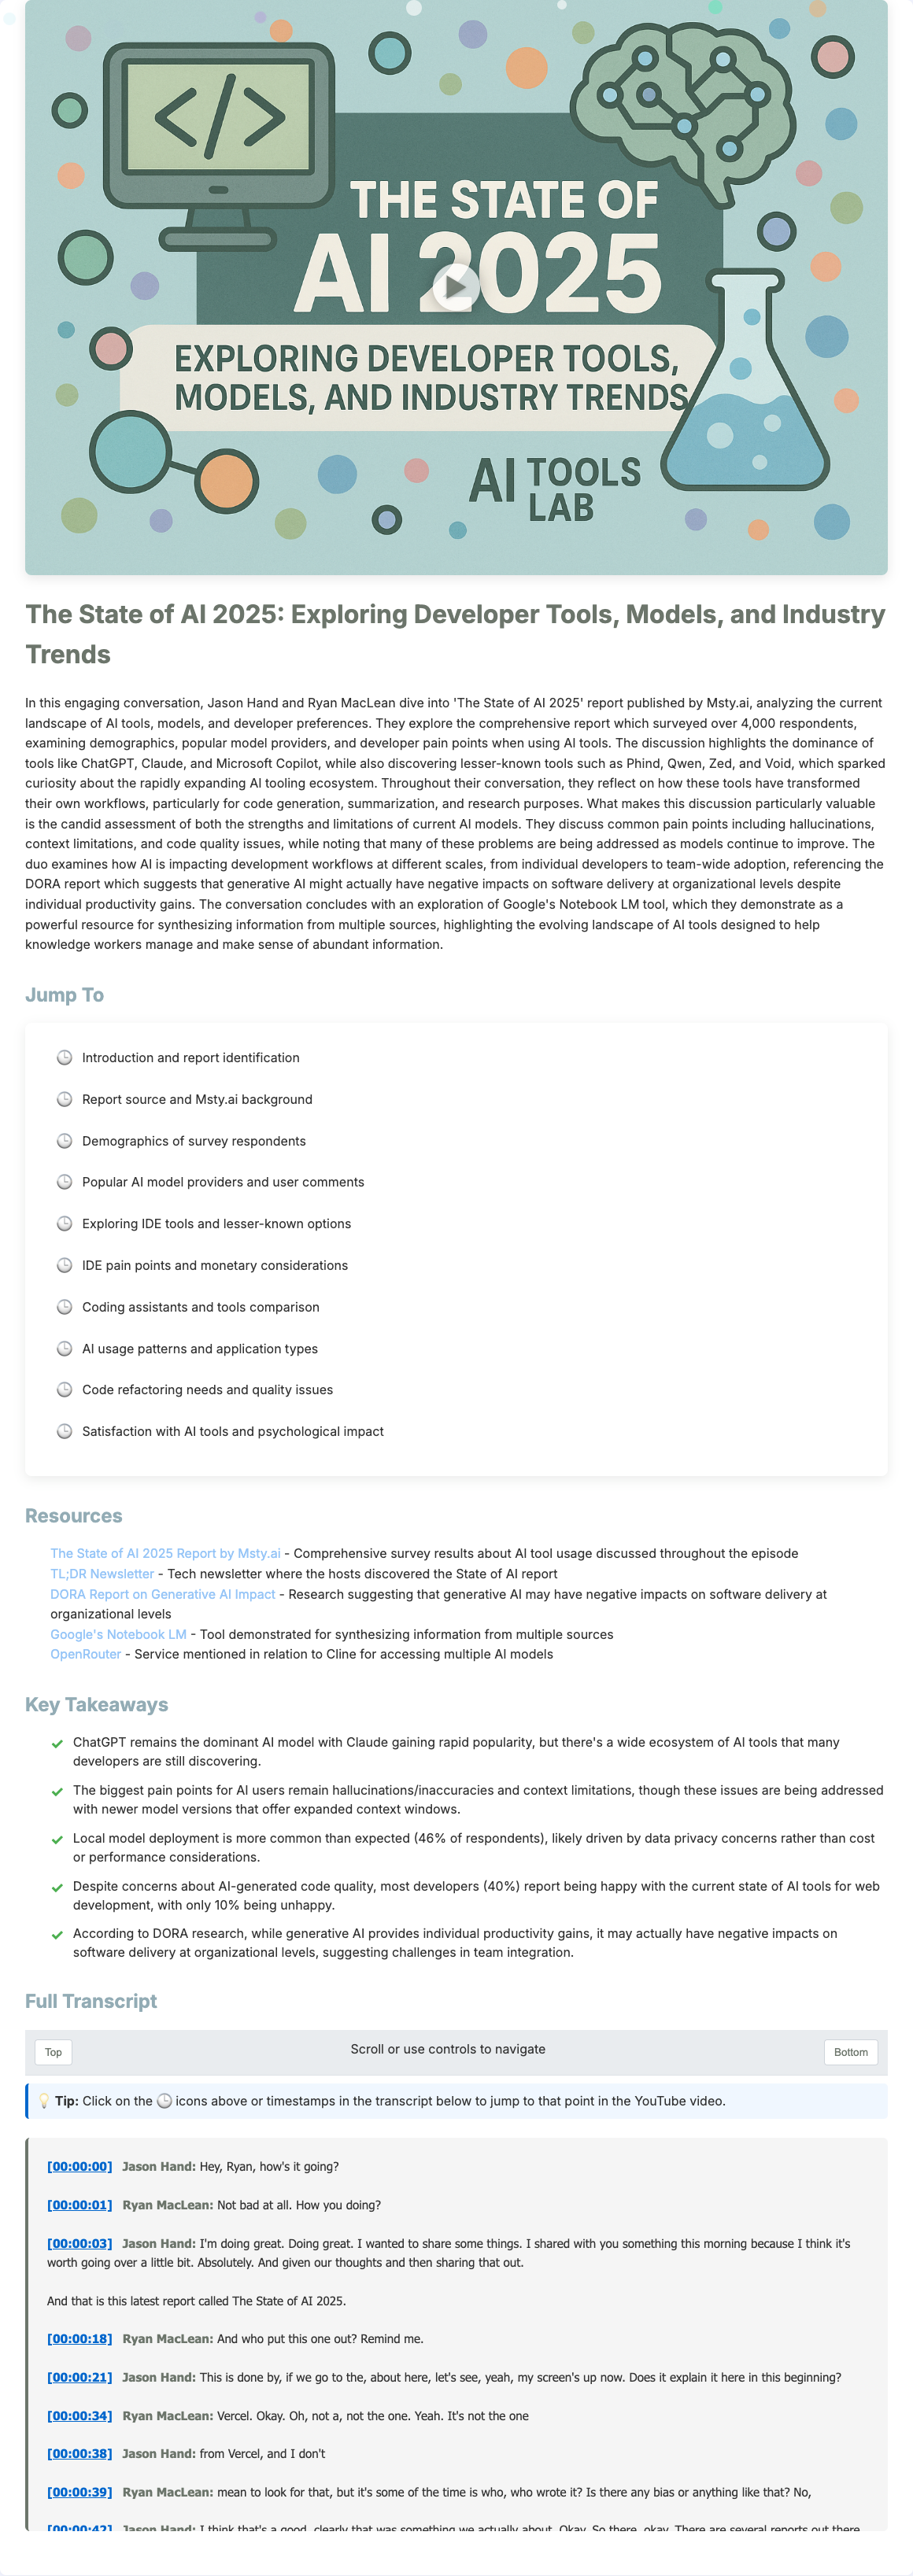 </>
THE STATE OF
AI 2025
EXPLORING DEVELOPER TOOLS,
MODELS, AND INDUSTRY TRENDS
AI TOOLS
LAB
The State of AI 2025: Exploring Developer Tools, Models, and Industry
Trends
In this engaging conversation, Jason Hand and Ryan MacLean dive into 'The State of AI 2025' report published by Msty.ai, analyzing the current
landscape of AI tools, models, and developer preferences. They explore the comprehensive report which surveyed over 4,000 respondents,
examining demographics, popular model providers, and developer pain points when using AI tools. The discussion highlights the dominance of
tools like ChatGPT, Claude, and Microsoft Copilot, while also discovering lesser-known tools such as Phind, Qwen, Zed, and Void, which sparked
curiosity about the rapidly expanding AI tooling ecosystem. Throughout their conversation, they reflect on how these tools have transformed
their own workflows, particularly for code generation, summarization, and research purposes. What makes this discussion particularly valuable
is the candid assessment of both the strengths and limitations of current AI models. They discuss common pain points including hallucinations,
context limitations, and code quality issues, while noting that many of these problems are being addressed as models continue to improve. The
duo examines how AI is impacting development workflows at different scales, from individual developers to team-wide adoption, referencing the
DORA report which suggests that generative AI might actually have negative impacts on software delivery at organizational levels despite
individual productivity gains. The conversation concludes with an exploration of Google's Notebook LM tool, which they demonstrate as a
powerful resource for synthesizing information from multiple sources, highlighting the evolving landscape of AI tools designed to help
knowledge workers manage and make sense of abundant information.
Jump To
Introduction and report identification
Report source and Msty.ai background
Demographics of survey respondents
Popular AI model providers and user comments
Exploring IDE tools and lesser-known options
IDE pain points and monetary considerations
Coding assistants and tools comparison
AI usage patterns and application types
Code refactoring needs and quality issues
Satisfaction with AI tools and psychological impact
Resources
The State of AI 2025 Report by Msty.ai - Comprehensive survey results about AI tool usage discussed throughout the episode
TL;DR Newsletter - Tech newsletter where the hosts discovered the State of AI report
DORA Report on Generative AI Impact - Research suggesting that generative AI may have negative impacts on software delivery at
organizational levels
Google's Notebook LM - Tool demonstrated for synthesizing information from multiple sources
OpenRouter - Service mentioned in relation to Cline for accessing multiple AI models
Key Takeaways
ChatGPT remains the dominant AI model with Claude gaining rapid popularity, but there's a wide ecosystem of AI tools that many
developers are still discovering.
The biggest pain points for AI users remain hallucinations/inaccuracies and context limitations, though these issues are being addressed
with newer model versions that offer expanded context windows.
Local model deployment is more common than expected (46% of respondents), likely driven by data privacy concerns rather than cost
or performance considerations.
Despite concerns about AI-generated code quality, most developers (40%) report being happy with the current state of AI tools for web
development, with only 10% being unhappy.
According to DORA research, while generative AI provides individual productivity gains, it may actually have negative impacts on
software delivery at organizational levels, suggesting challenges in team integration.
Full Transcript
Top Scroll or use controls to navigate Bottom
💡 Tip: Click on the 🕒 icons above or timestamps in the transcript below to jump to that point in the YouTube video.
[00:00:00] Jason Hand: Hey, Ryan, how's it going?
[00:00:01] Ryan MacLean: Not bad at all. How you doing?
[00:00:03] Jason Hand: I'm doing great. Doing great. I wanted to share some things. I shared with you something this morning because I think it's
worth going over a little bit. Absolutely. And given our thoughts and then sharing that out.
And that is this latest report called The State of AI 2025.
[00:00:18] Ryan MacLean: And who put this one out? Remind me.
[00:00:21] Jason Hand: This is done by, if we go to the, about here, let's see, yeah, my screen's up now. Does it explain it here in this beginning?
[00:00:34] Ryan MacLean: Vercel. Okay. Oh, not a, not the one. Yeah. It's not the one
[00:00:38] Jason Hand: from Vercel, and I don't
[00:00:39] Ryan MacLean: mean to look for that, but it's some of the time is who, who wrote it? Is there any bias or anything like that? No,
[00:00:42] Jason Hand: I think that's a good, clearly that was something we actually about. Okay. So there, okay. There are several reports out there